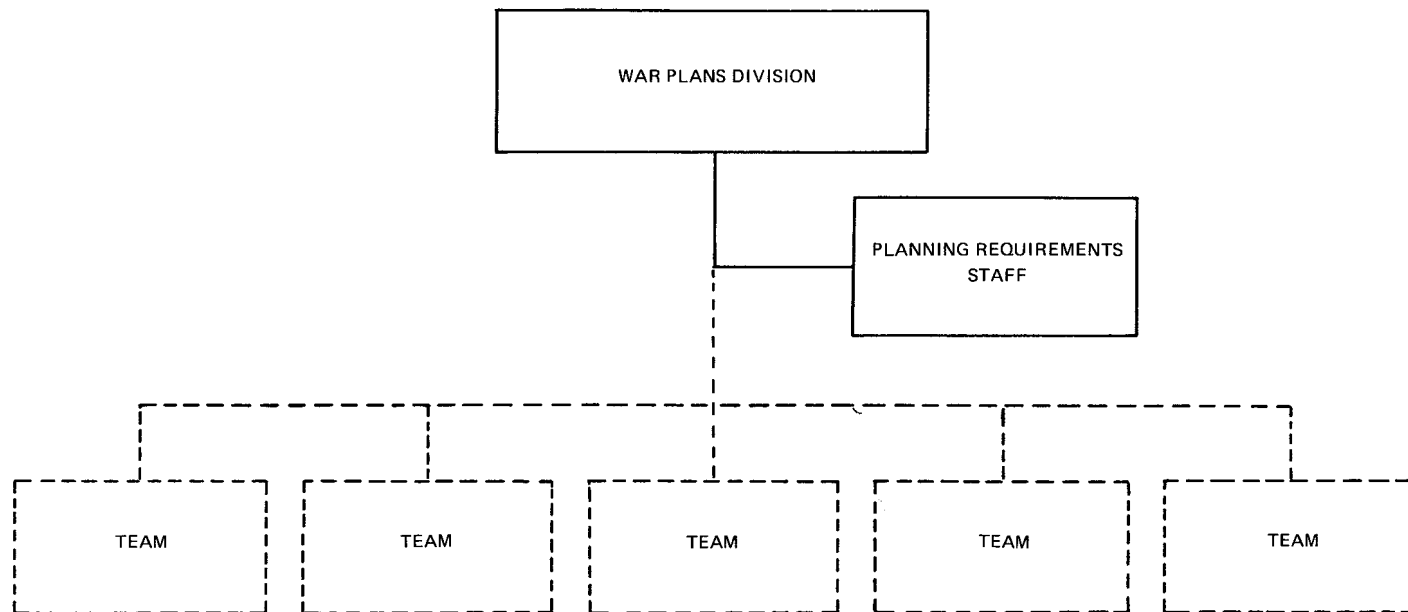 WAR PLANS DIVISION
PLANNING REQUIREMENTS
STAFF
TEAM
TEAM
TEAM
TEAM
TEAM